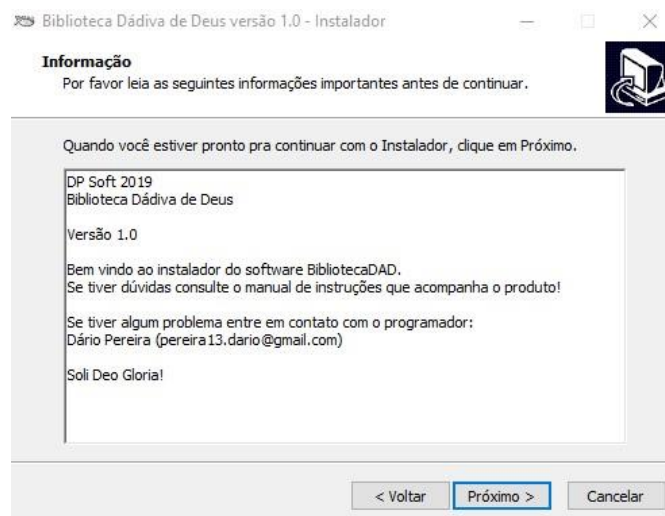 Biblioteca Dádiva de Deus versão 1.0 - Instalador
Informação
Por favor leia as seguintes informações importantes antes de continuar.
Quando você estiver pronto pra continuar com o Instalador, clique em Próximo.
DP Soft 2019
Biblioteca Dádiva de Deus
Versão 1.0
Bem vindo ao instalador do software BibliotecaDAD.
Se tiver dúvidas consulte o manual de instruções que acompanha o produto!
Se tiver algum problema entre em contato com o programador:
Dário Pereira (pereira13.dario@gmail.com)
Soli Deo Gloria!
< Voltar Próximo > Cancelar